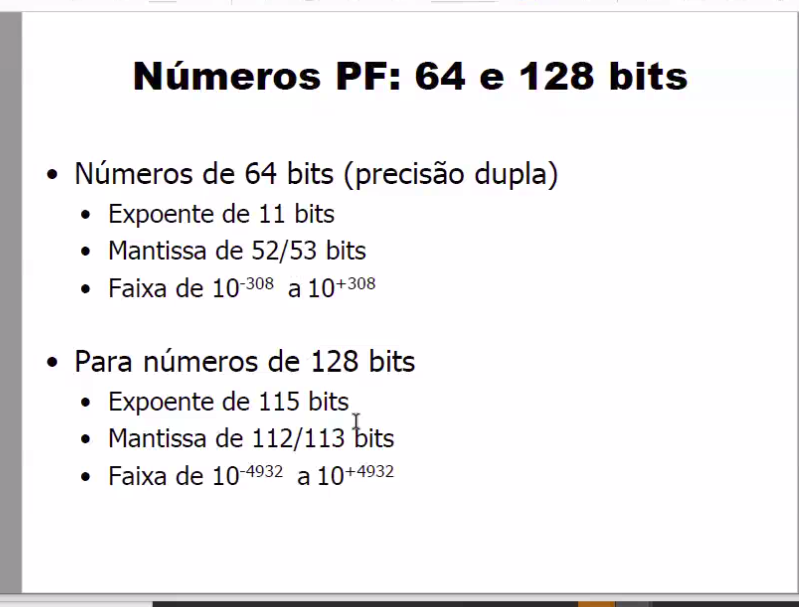 Números PF: 64 e 128 bits
• Números de 64 bits (precisão dupla)
• Expoente de 11 bits
• Mantissa de 52/53 bits
• Faixa de 10⁻³⁰⁸ a 10⁺³⁰⁸
• Para números de 128 bits
• Expoente de 115 bits
• Mantissa de 112/113 bits
• Faixa de 10⁻⁴⁹³² a 10⁺⁴⁹³²